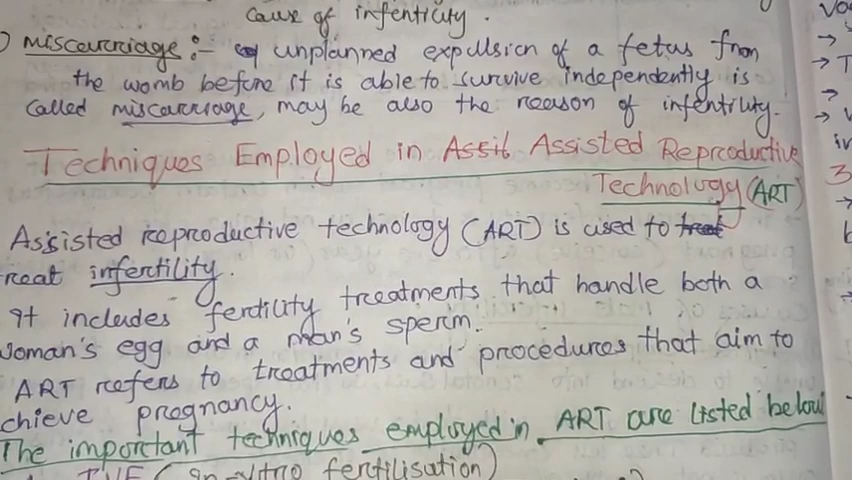 cause of infenticity.
) miscarriage :- unplanned expulsion of a fetus from
the womb before it is able to survive independently is
called miscarriage, may be also the reason of infentility.
Techniques Employed in Assit Assisted Reproductive
Technology (ART)
Assisted reproductive technology (ART) is used to treat
reat infertility.
It includes fertility treatments that handle both a
woman's egg and a man's sperm.
ART refers to treatments and procedures that aim to
chieve pregnancy.
The important techniques employed in ART are listed below
IVF (In-vitro fertilisation)